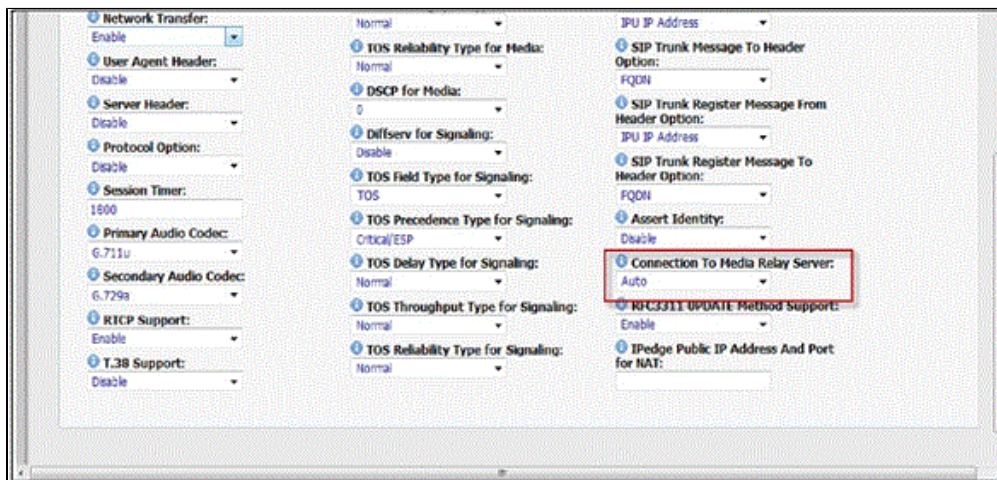 Network Transfer:
Enable
User Agent Header:
Disable
Server Header:
Disable
Protocol Option:
Disable
Session Timer:
1800
Primary Audio Codec:
G.711u
Secondary Audio Codec:
G.729a
RTCP Support:
Enable
T.38 Support:
Disable
Normal
TOS Reliability Type for Media:
Normal
DSCP for Media:
0
Diffserv for Signaling:
Disable
TOS Field Type for Signaling:
TOS
TOS Precedence Type for Signaling:
Critical/ESP
TOS Delay Type for Signaling:
Normal
TOS Throughput Type for Signaling:
Normal
TOS Reliability Type for Signaling:
Normal
IPU IP Address
SIP Trunk Message To Header
Option:
FQDN
SIP Trunk Register Message From
Header Option:
IPU IP Address
SIP Trunk Register Message To
Header Option:
FQDN
Assert Identity:
Disable
Connection To Media Relay Server:
Auto
RFC3311 UPDATE Method Support:
Enable
IPedge Public IP Address And Port
for NAT: